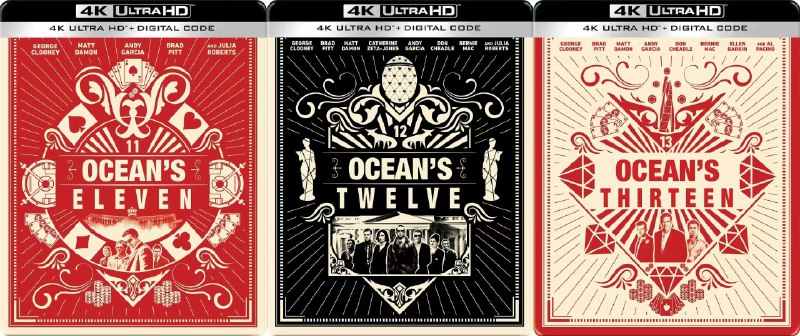 4K ULTRA HD
4K ULTRA HD + DIGITAL CODE
GEORGE CLOONEY
MATT DAMON
ANDY GARCIA
BRAD PITT
AND JULIA ROBERTS
11
OCEAN'S
ELEVEN
4K ULTRA HD
4K ULTRA HD + DIGITAL CODE
GEORGE CLOONEY
BRAD PITT
MATT DAMON
CATHERINE ZETA-JONES
ANDY GARCIA
DON CHEADLE
BERNIE MAC
AND JULIA ROBERTS
12
OCEAN'S
TWELVE
4K ULTRA HD
4K ULTRA HD + DIGITAL CODE
GEORGE CLOONEY
BRAD PITT
MATT DAMON
ANDY GARCIA
DON CHEADLE
BERNIE MAC
ELLEN BARKIN
AND AL PACINO
13
OCEAN'S
THIRTEEN